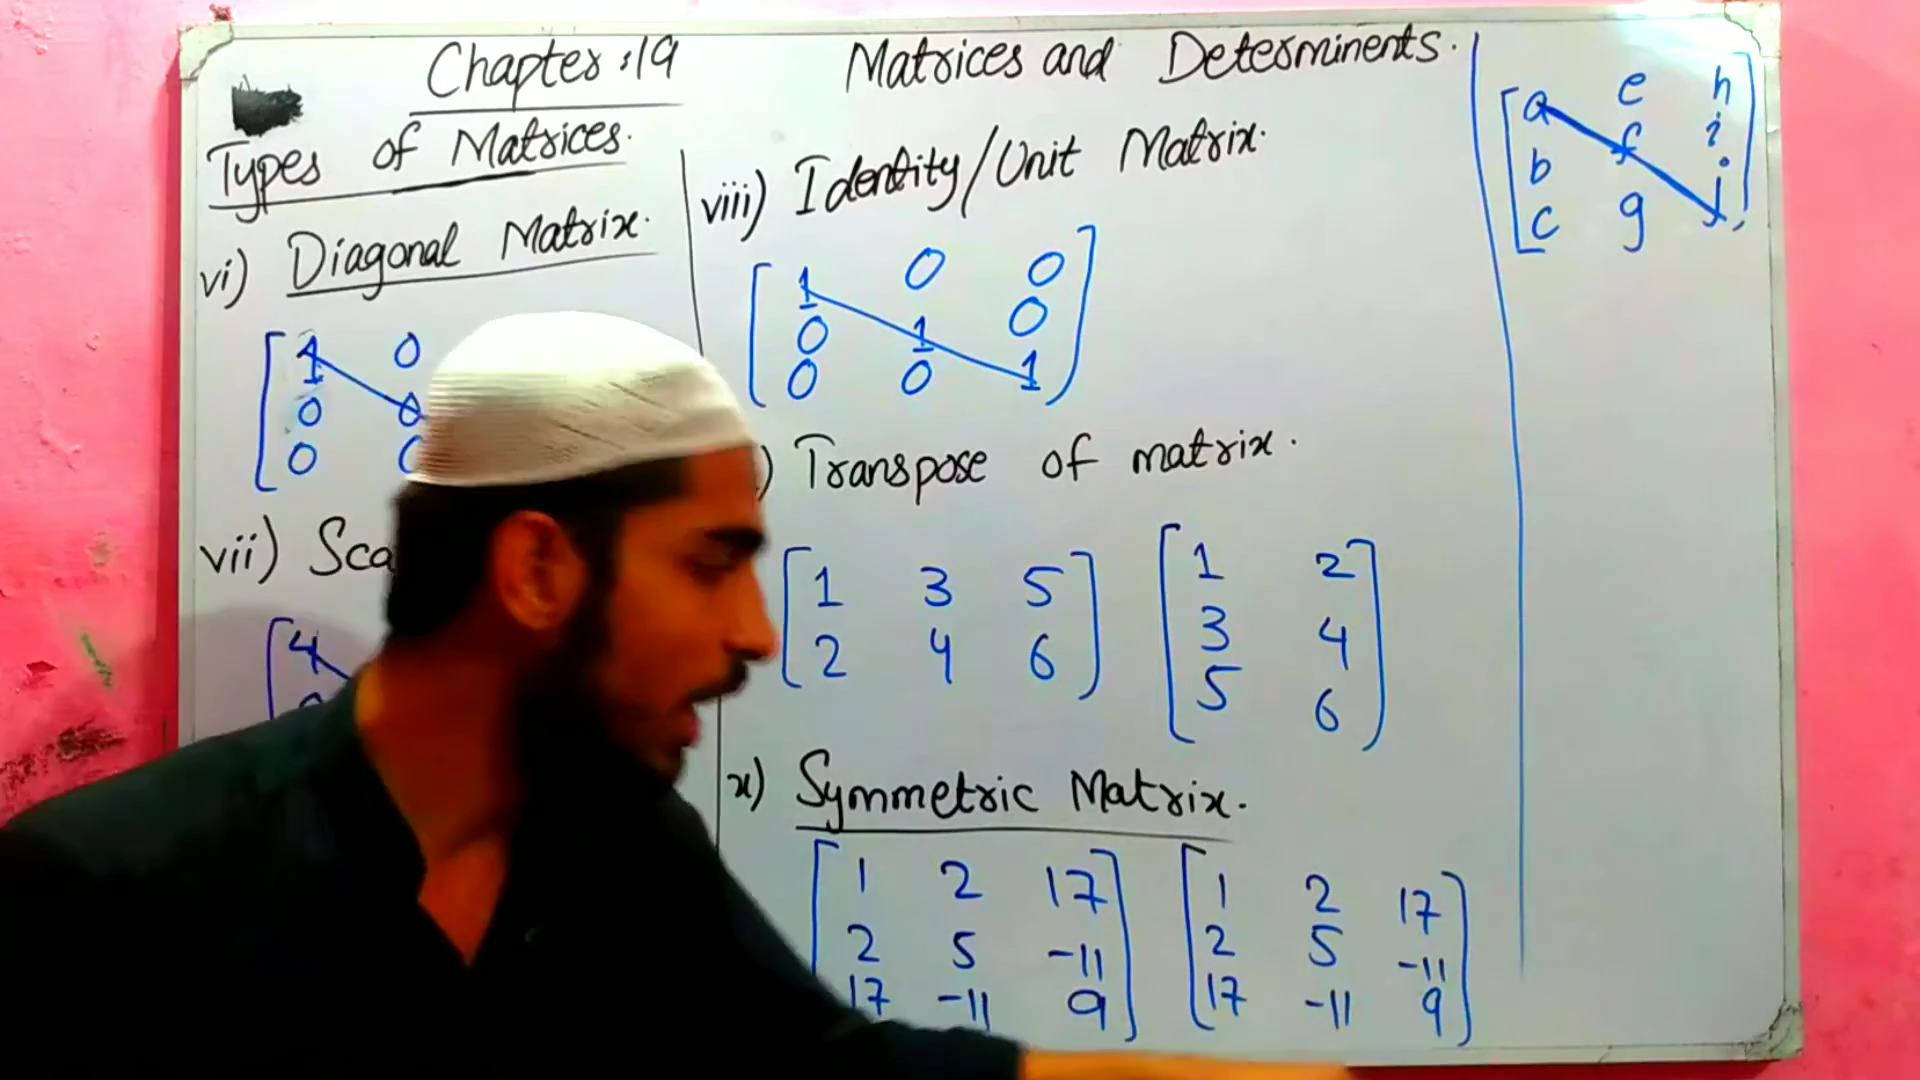 Chapter :19 Matrices and Determinents.
Types of Matrices.
vi) Diagonal Matrix.
1 0
0 0
0
vii)
4
viii) Identity/Unit Matrix.
1 0 0
0 1 0
0 0 1
) Transpose of matrix.
1 3 5
2 4 6
1 2
3 4
5 6
x) Symmetric Matrix.
1 2 17
2 5 -11
17 -11 9
1 2 17
2 5 -11
17 -11 9
a e h
b f i
c g j